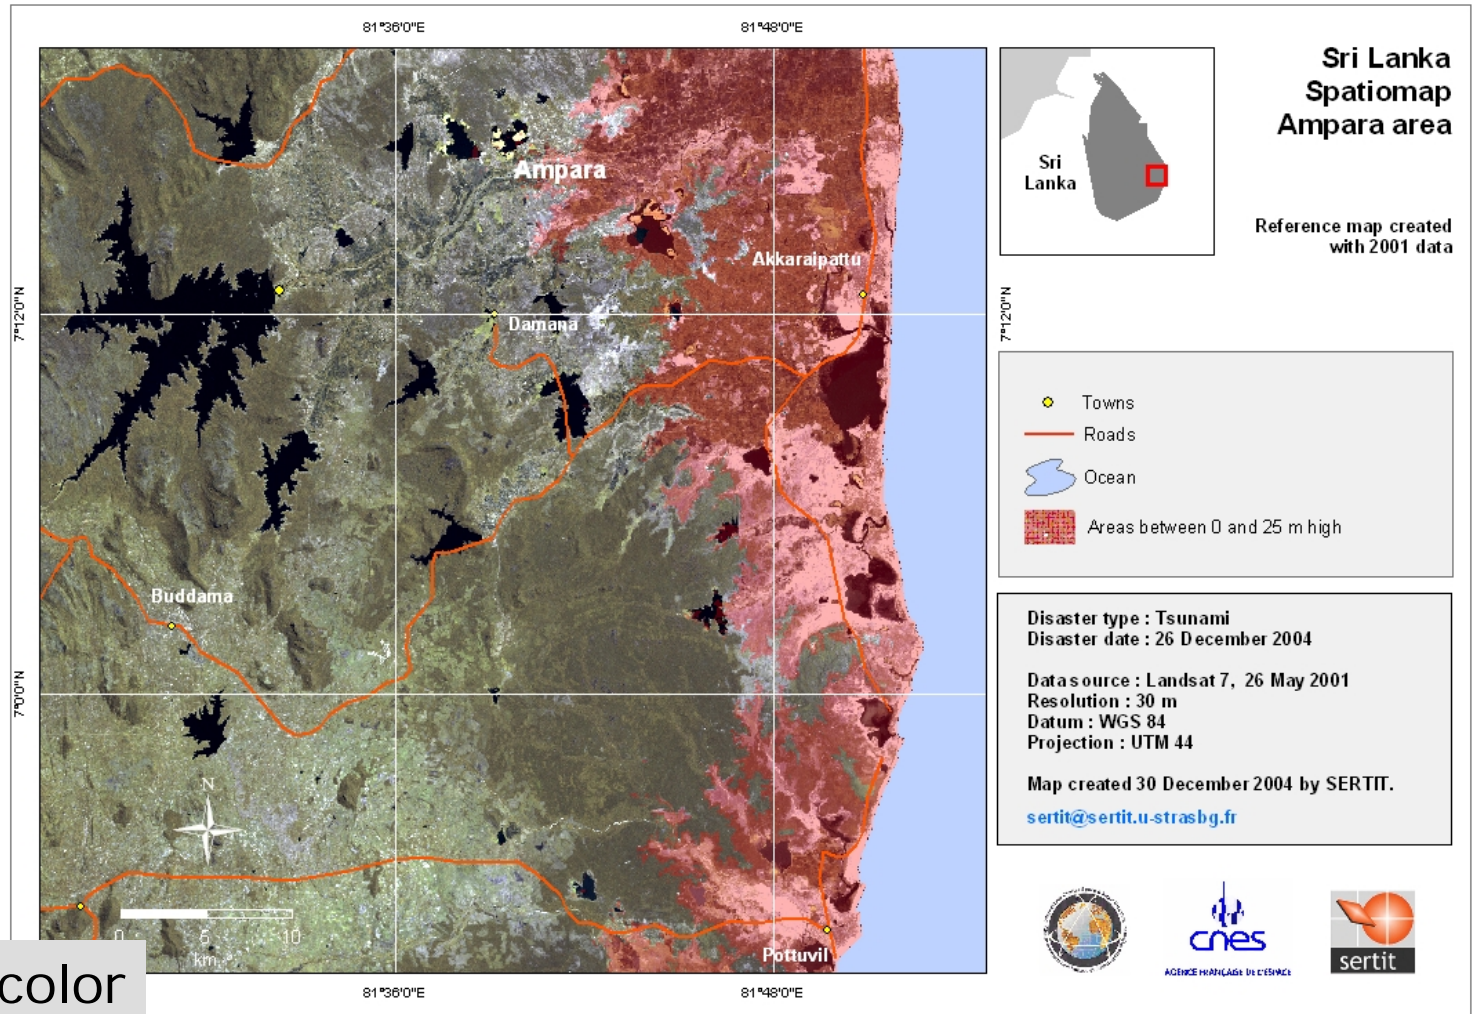 81°36'0"E
81°48'0"E
Sri Lanka
Spatiomap
Ampara area
Sri
Lanka
Reference map created
with 2001 data
Ampara
Akkaraipattu
7°12'0"N
7°12'0"N
Damana
Towns
Roads
Ocean
Areas between 0 and 25 m high
Buddama
Disaster type : Tsunami
Disaster date : 26 December 2004
Data source : Landsat 7, 26 May 2001
Resolution : 30 m
Datum : WGS 84
Projection : UTM 44
Map created 30 December 2004 by SERTIT.
sertit@sertit.u-strasbg.fr
7°0'0"N
N
0 5 10
km
Pottuvil
cnes
AGENCE FRANÇAISE DE L'ESPACE
sertit
color
81°36'0"E
81°48'0"E